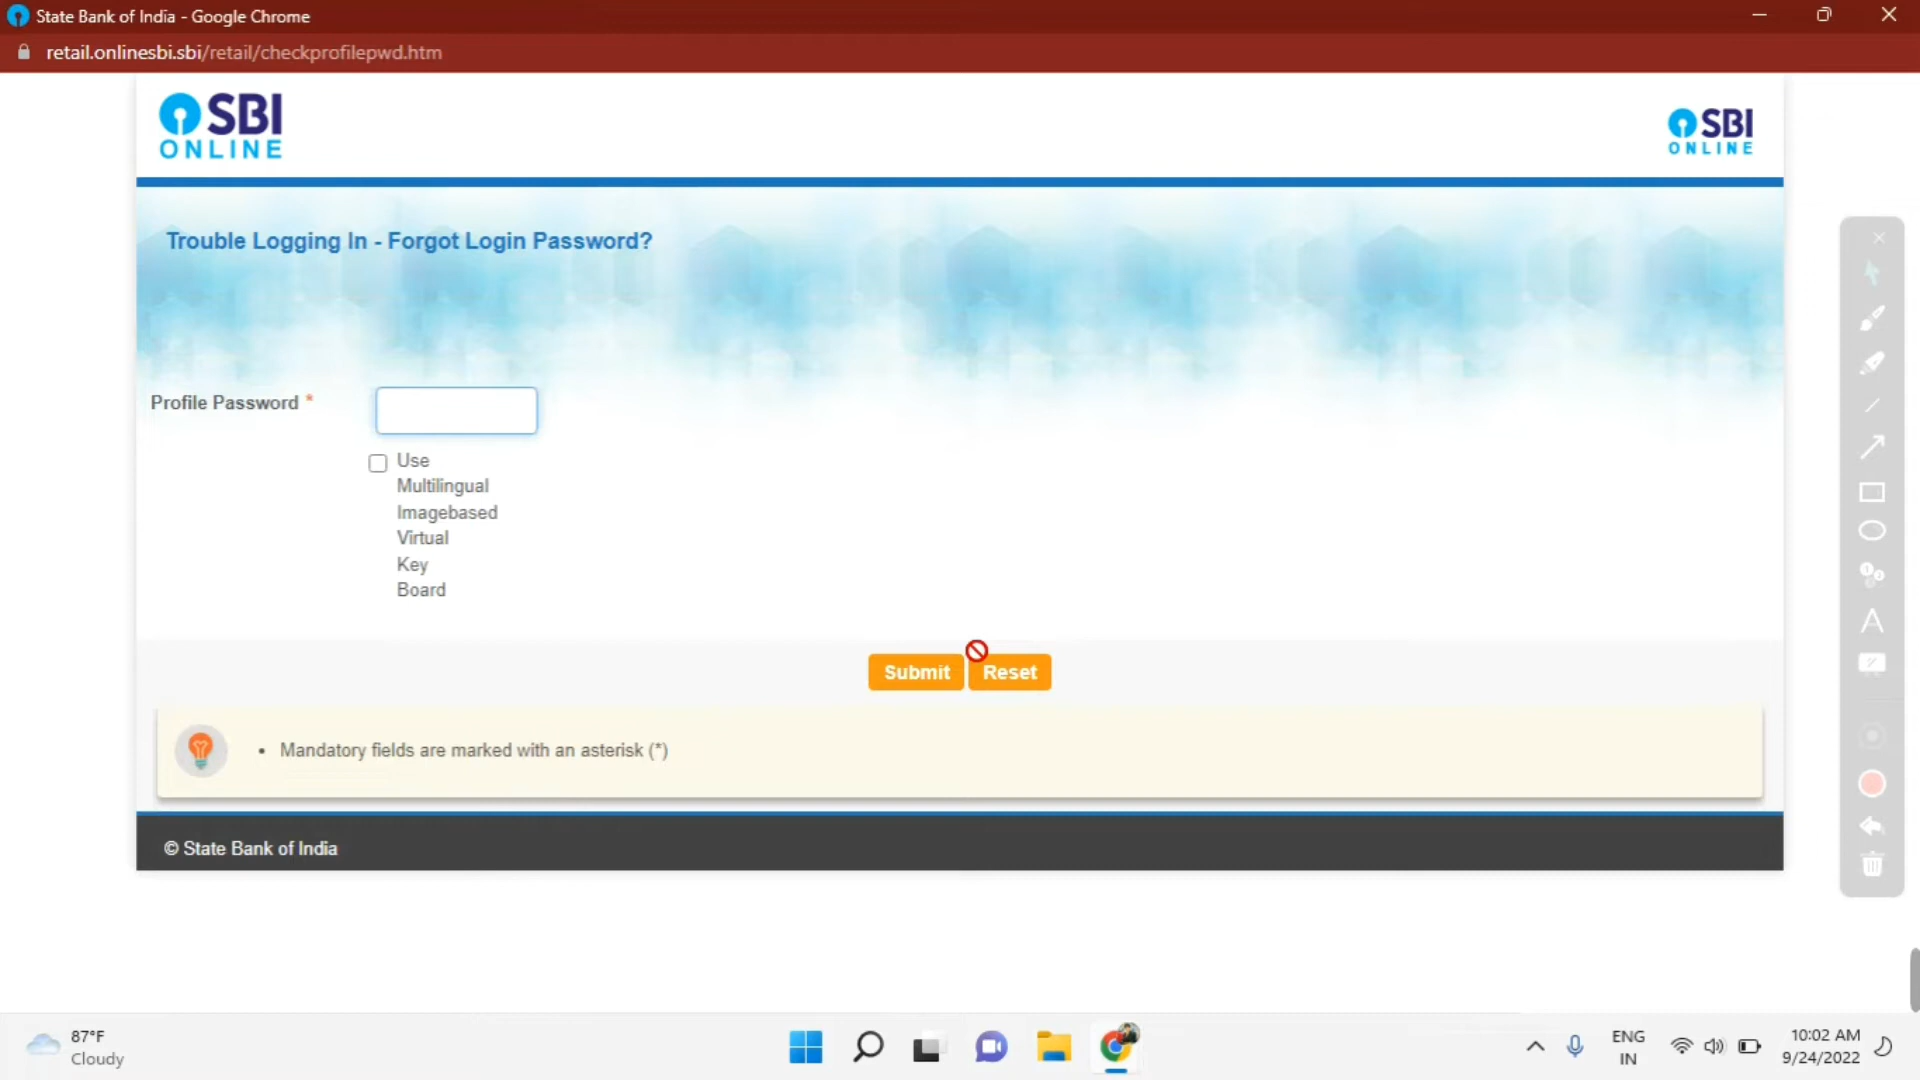 State Bank of India - Google Chrome
retail.onlinesbi.sbi/retail/checkprofilepwd.htm
SBI
ONLINE
SBI
ONLINE
Trouble Logging In - Forgot Login Password?
Profile Password *
Use
Multilingual
Imagebased
Virtual
Key
Board
Submit Reset
• Mandatory fields are marked with an asterisk (*)
© State Bank of India
87°F
Cloudy
ENG
IN
10:02 AM
9/24/2022